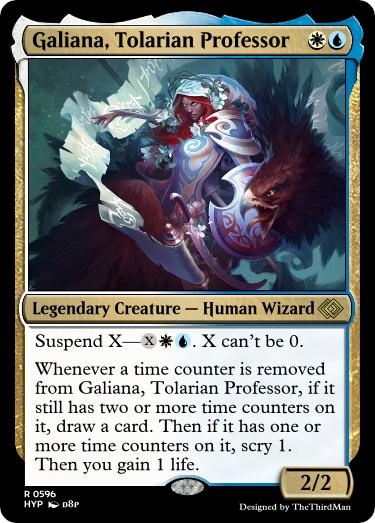 Galiana, Tolarian Professor
Legendary Creature — Human Wizard
Suspend X—X. X can't be 0.
Whenever a time counter is removed
from Galiana, Tolarian Professor, if it
still has two or more time counters on
it, draw a card. Then if it has one or
more time counters on it, scry 1.
Then you gain 1 life.
2/2
R 0596
HYP D8P
Designed by TheThirdMan